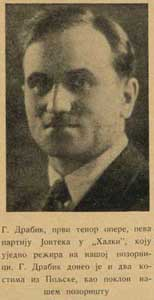 Г. Драбик, први тенор опере, пева
партију Јонтека у „Халки”, коју
уједно режира на нашој позорни-
ци. Г. Драбик донео је и два ко-
стима из Пољске, као поклон на-
шем позоришту